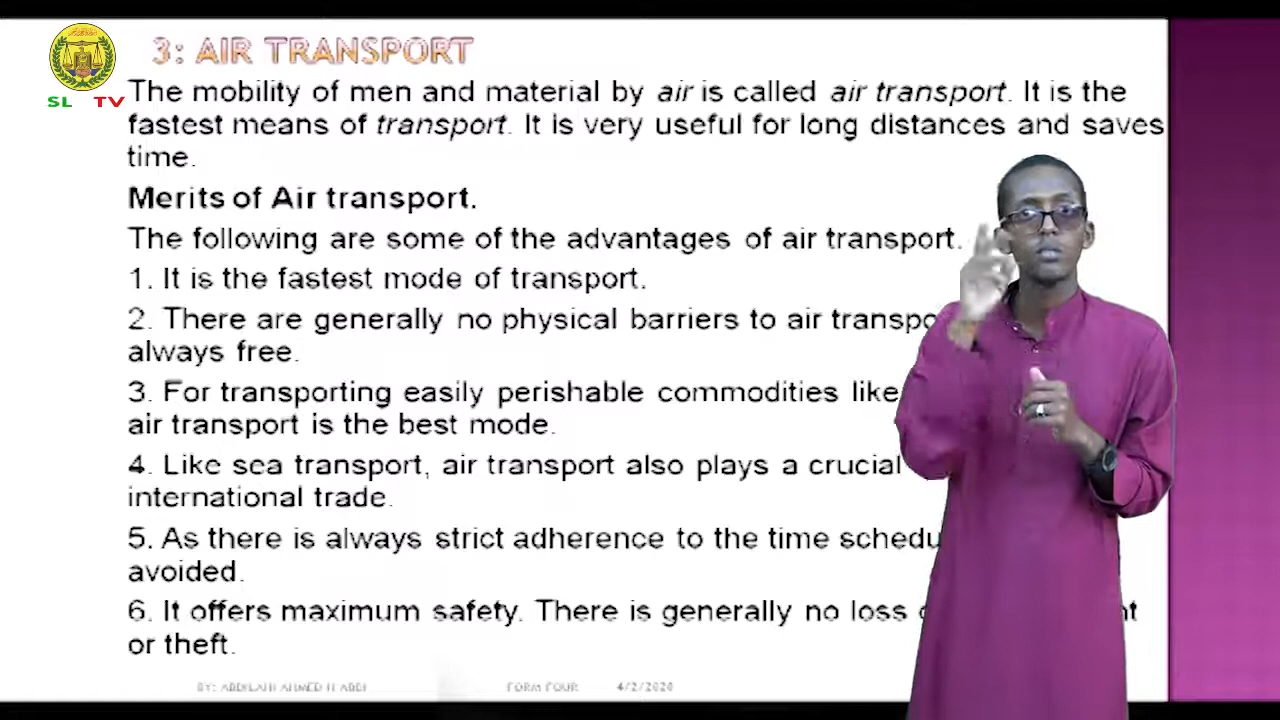 3: AIR TRANSPORT
SL TV
The mobility of men and material by air is called air transport. It is the
fastest means of transport. It is very useful for long distances and saves
time.
Merits of Air transport.
The following are some of the advantages of air transport.
1. It is the fastest mode of transport.
2. There are generally no physical barriers to air
always free.
3. For transporting easily perishable commodities like
air transport is the best mode.
4. Like sea transport, air transport also plays a crucial
international trade.
5. As there is always strict adherence to the time
avoided.
6. It offers maximum safety. There is generally no loss
or theft.
BY: ABDILAHI AHMED H ABDI FORM FOUR 4/2/2020